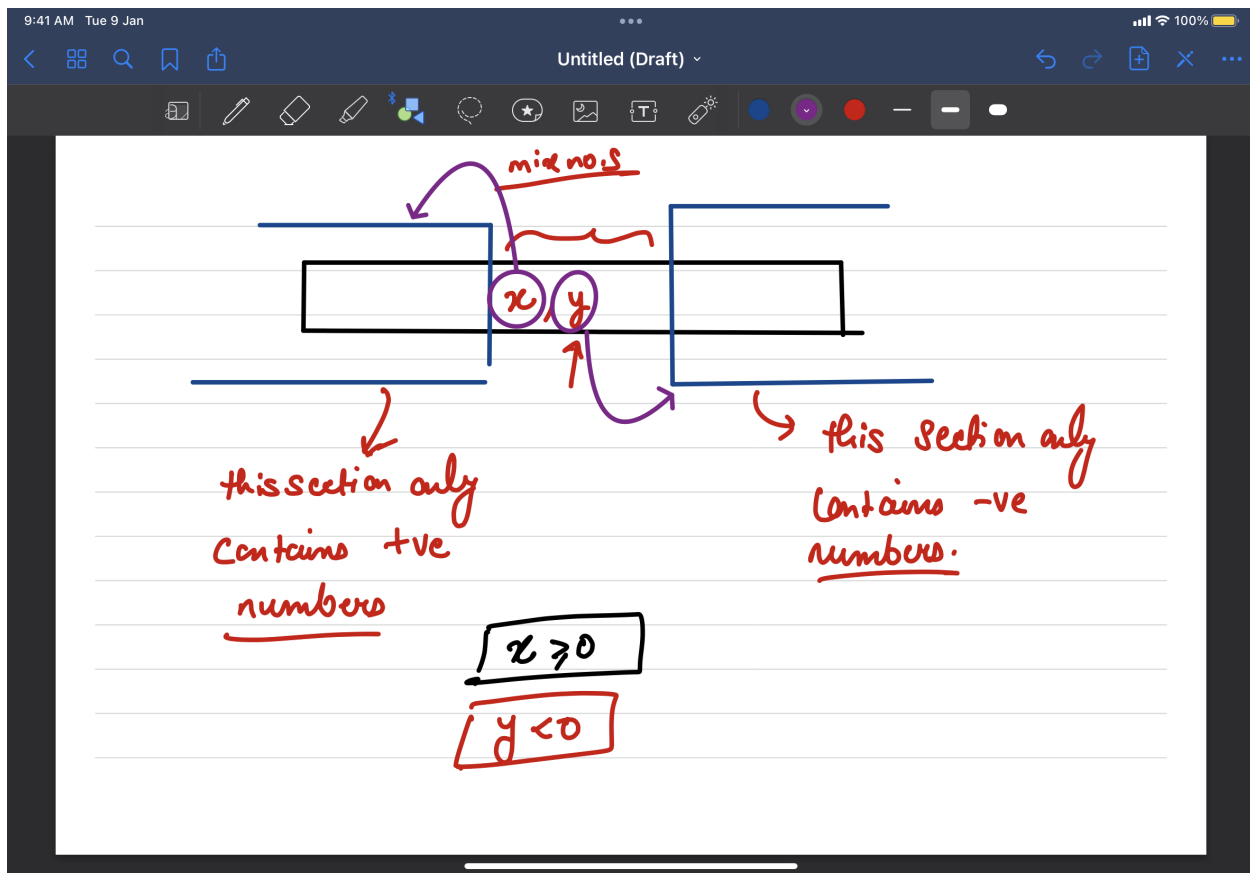 9:41 AM Tue 9 Jan
100%
Untitled (Draft)
T
mix no.s
x, y
this section only
contains -ve
numbers.
this section only
contains +ve
numbers
x ⩾ 0
y < 0